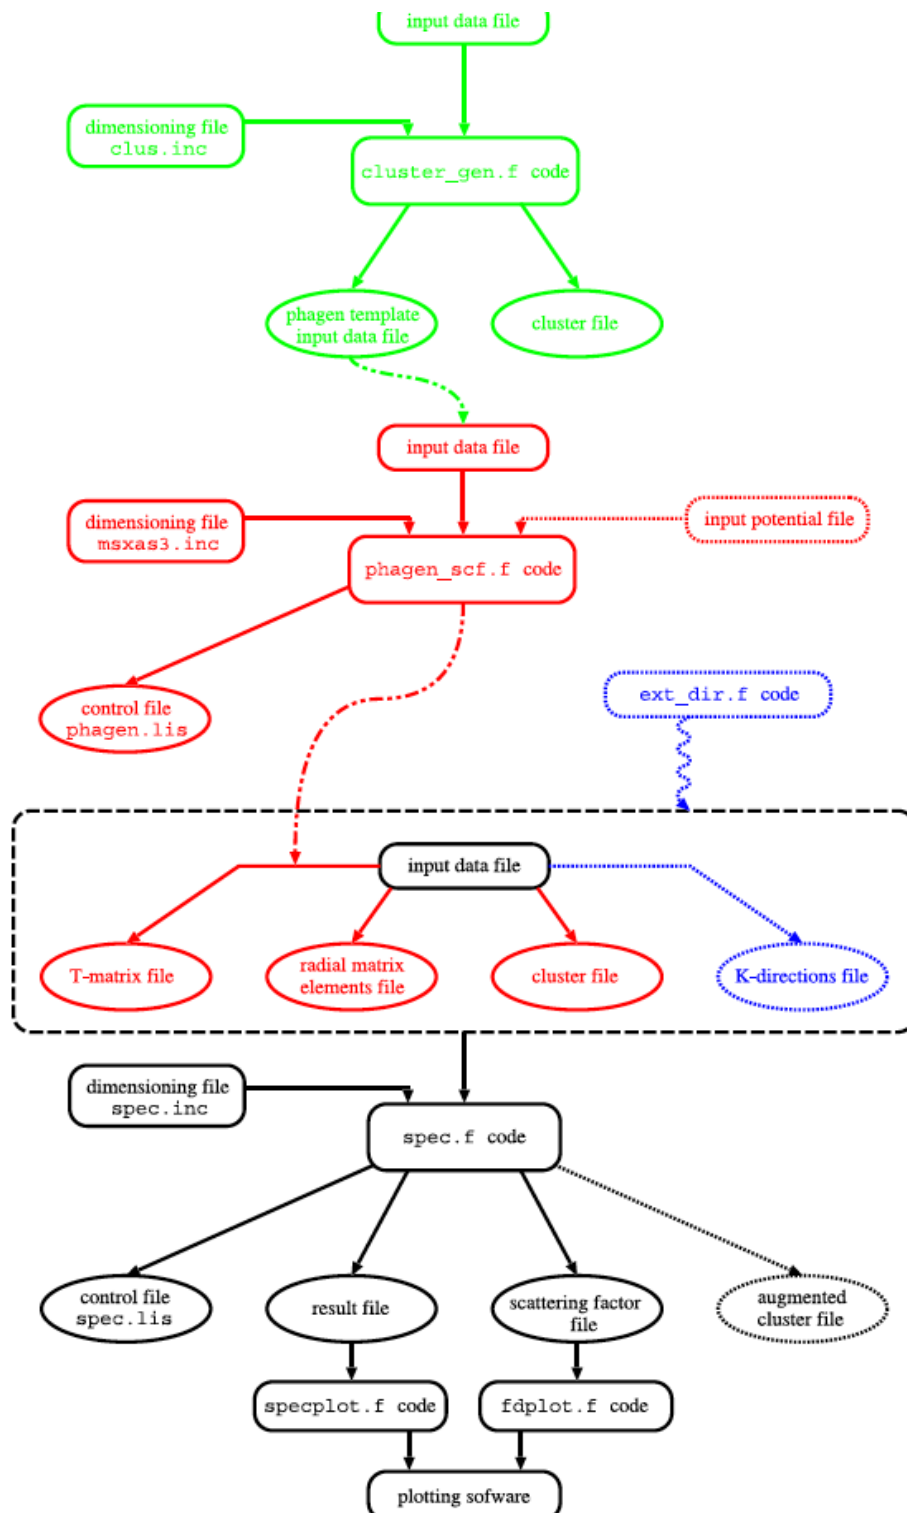 input data file
dimensioning file
clus.inc
cluster_gen.f code
phagen template
input data file
cluster file
input data file
dimensioning file
msxas3.inc
input potential file
phagen_scf.f code
ext_dir.f code
control file
phagen.lis
input data file
T-matrix file
radial matrix
elements file
cluster file
K-directions file
dimensioning file
spec.inc
spec.f code
control file
spec.lis
result file
scattering factor
file
augmented
cluster file
specplot.f code
fdplot.f code
plotting sofware